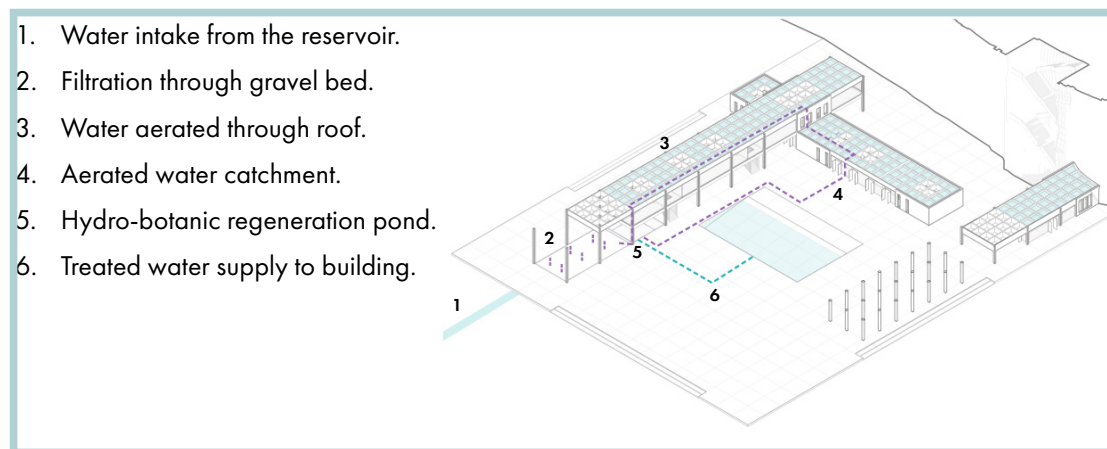 1. Water intake from the reservoir.
2. Filtration through gravel bed.
3. Water aerated through roof.
4. Aerated water catchment.
5. Hydro-botanic regeneration pond.
6. Treated water supply to building.
3
4
2
5
6
1